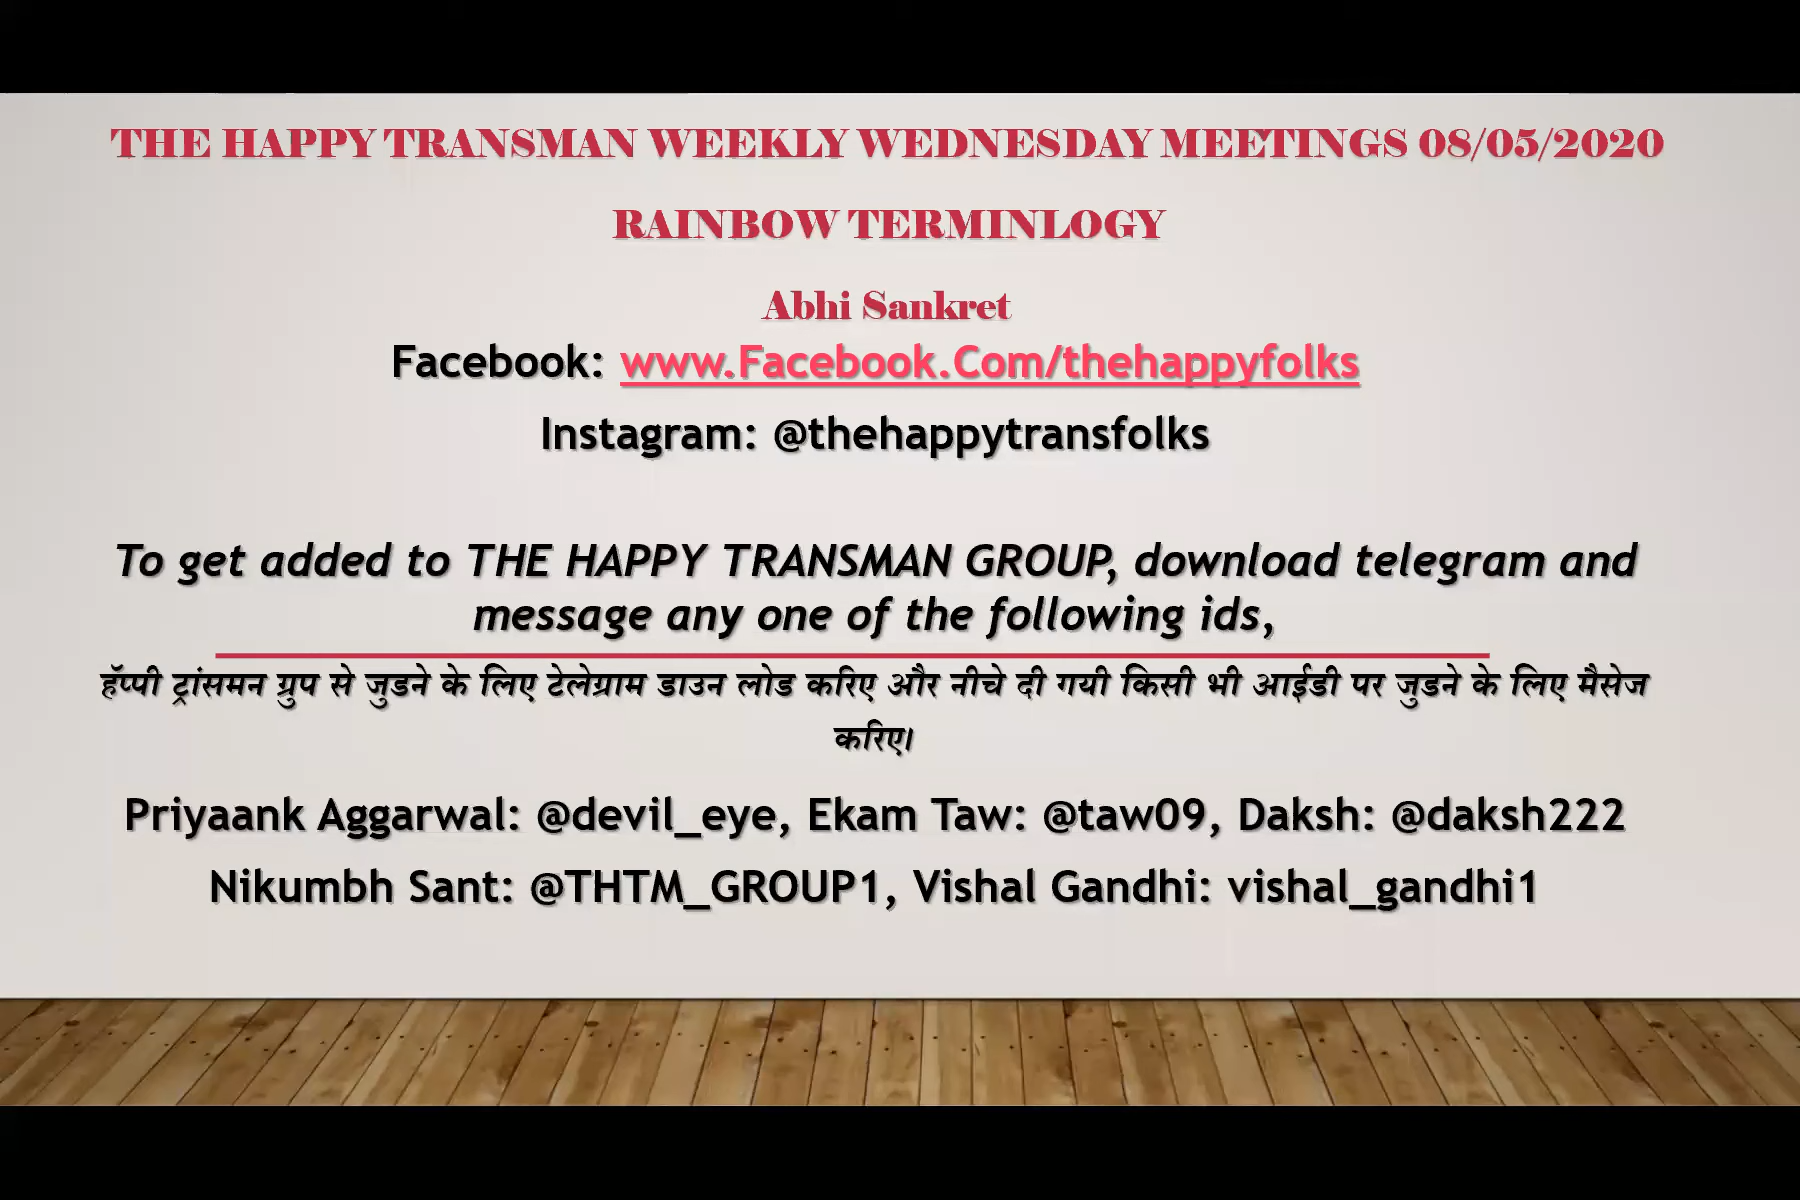 THE HAPPY TRANSMAN WEEKLY WEDNESDAY MEETINGS 08/05/2020
RAINBOW TERMINLOGY
Abhi Sankret
Facebook: www.Facebook.Com/thehappyfolks
Instagram: @thehappytransfolks
To get added to THE HAPPY TRANSMAN GROUP, download telegram and
message any one of the following ids,
हॅप्पी ट्रांसमन ग्रुप से जुडने के लिए टेलेग्राम डाउन लोड करिए और नीचे दी गयी किसी भी आईडी पर जुडने के लिए मैसेज
करिए।
Priyaank Aggarwal: @devil_eye, Ekam Taw: @taw09, Daksh: @daksh222
Nikumbh Sant: @THTM_GROUP1, Vishal Gandhi: vishal_gandhi1